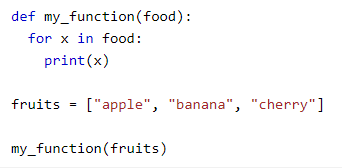 def my_function(food):
  for x in food:
    print(x)

fruits = ["apple", "banana", "cherry"]

my_function(fruits)